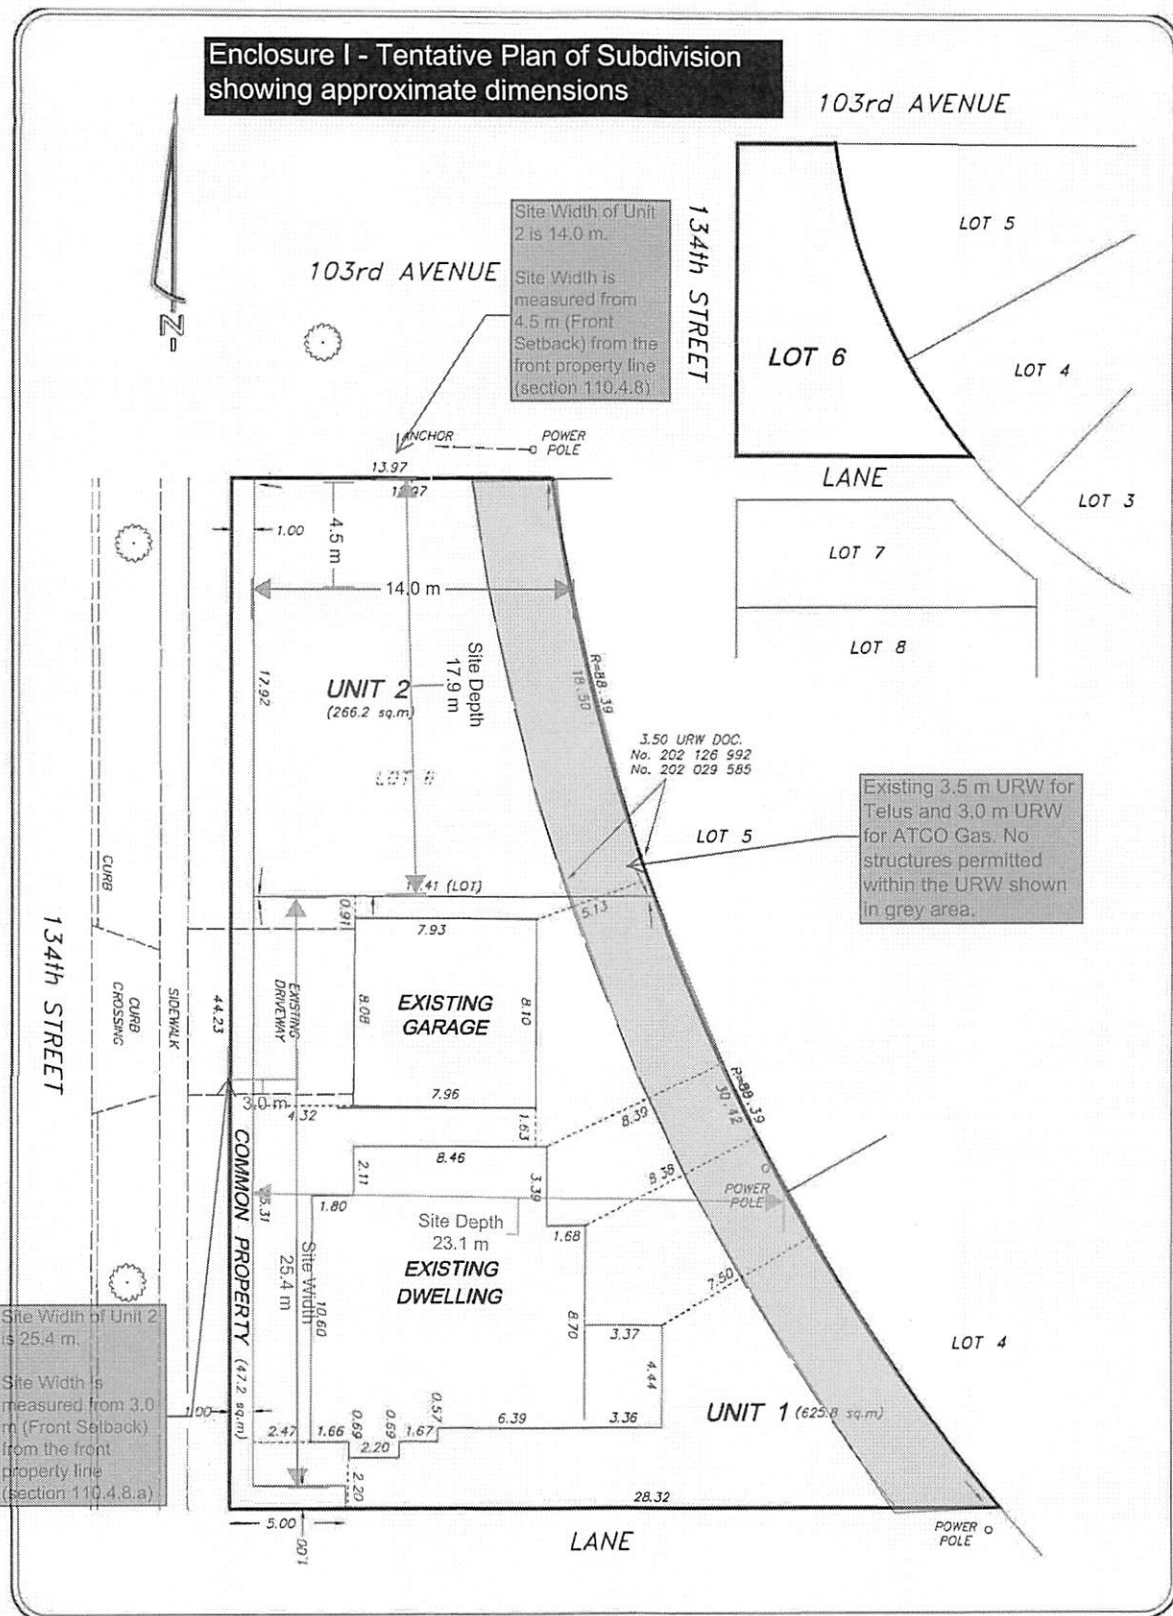 Enclosure I - Tentative Plan of Subdivision
showing approximate dimensions
103rd AVENUE
134th STREET
LOT 5
LOT 6
LOT 4
LANE
LOT 3
LOT 7
LOT 8
-N-
103rd AVENUE
Site Width of Unit
2 is 14.0 m.
Site Width is
measured from
4.5 m (Front
Setback) from the
front property line
(section 110.4.8)
ANCHOR
POWER
POLE
13.97
1.00
4.5 m
14.0 m
17.92
UNIT 2
(266.2 sq.m)
Site Depth
17.9 m
R=88.39
18.50
3.50 URW DOC.
No. 202 126 992
No. 202 029 585
Existing 3.5 m URW for
Telus and 3.0 m URW
for ATCO Gas. No
structures permitted
within the URW shown
in grey area.
LOT 5
(LOT)
CURB
134th STREET
CURB
CROSSING
SIDEWALK
44.23
EXISTING
DRIVEWAY
0.91
7.93
5.13
EXISTING
GARAGE
8.08
8.10
7.96
3.0 m
4.32
1.63
8.39
R=88.39
30.42
8.46
2.11
3.39
8.38
POWER
POLE
1.80
Site Depth
23.1 m
1.68
EXISTING
DWELLING
7.50
COMMON PROPERTY (47.2 sq.m)
Site Width
25.4 m
10.60
8.70
3.37
4.44
LOT 4
Site Width of Unit 2
is 25.4 m.
Site Width is
measured from 3.0
m (Front Setback)
from the front
property line
(section 110.4.8.a)
1.00
2.47
1.66
0.69
2.20
0.69
1.67
0.57
6.39
3.36
UNIT 1 (625.8 sq.m)
2.20
28.32
5.00
1.00
LANE
POWER
POLE